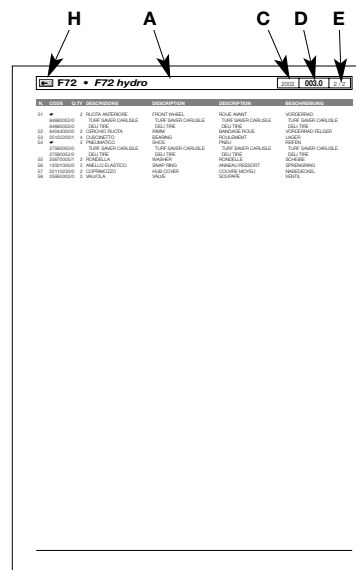 H A C D E
F72 • F72 hydro 2002 003.0 2/2
N. CODE Q.TY DESCRIZIONE DESCRIPTION DESCRIPTION BESCHREIBUNG
51 2 RUOTA ANTERIORE FRONT WHEEL ROUE AVANT VORDERRAD
TURF SAVER CARLISLE TURF SAVER CARLISLE TURF SAVER CARLISLE TURF SAVER CARLISLE
DELI TIRE DELI TIRE DELI TIRE DELI TIRE
52 2 CERCHIO RUOTA RIMM BANDAGE ROUE VORDERRAD FELGER
53 4 CUSCINETTO BEARING ROULEMENT LAGER
54 2 PNEUMATICO SHOE PNEU REIFEN
TURF SAVER CARLISLE TURF SAVER CARLISLE TURF SAVER CARLISLE TURF SAVER CARLISLE
DELI TIRE DELI TIRE DELI TIRE DELI TIRE
55 2 RONDELLA WASHER RONDELLE SCHEIBE
56 2 ANELLO ELASTICO SNAP RING ANNEAU RESSORT SPRENGRING
57 2 COPRIMOZZO HUB COVER COUVRE MOYEU NABEDECKEL
58 2 VALVOLA VALVE SOUPAPE VENTIL